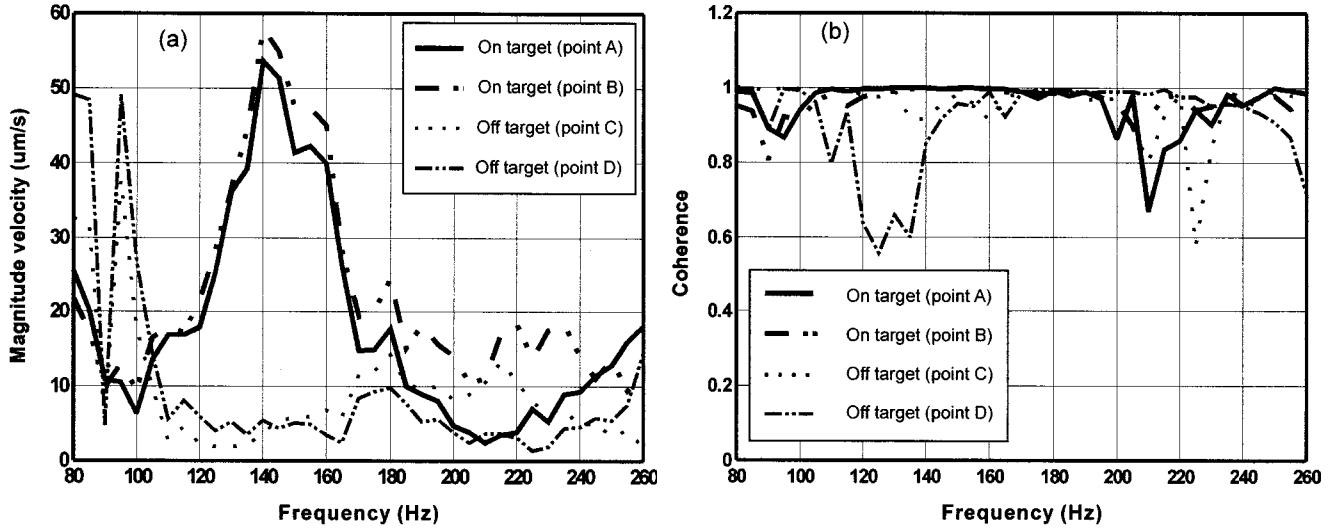 (a)
On target (point A)
On target (point B)
Off target (point C)
Off target (point D)
60
50
40
30
20
10
0
80 100 120 140 160 180 200 220 240 260
Magnitude velocity (um/s)
Frequency (Hz)
(b)
1.2
1
0.8
0.6
0.4
0.2
0
80 100 120 140 160 180 200 220 240 260
Coherence
On target (point A)
On target (point B)
Off target (point C)
Off target (point D)
Frequency (Hz)